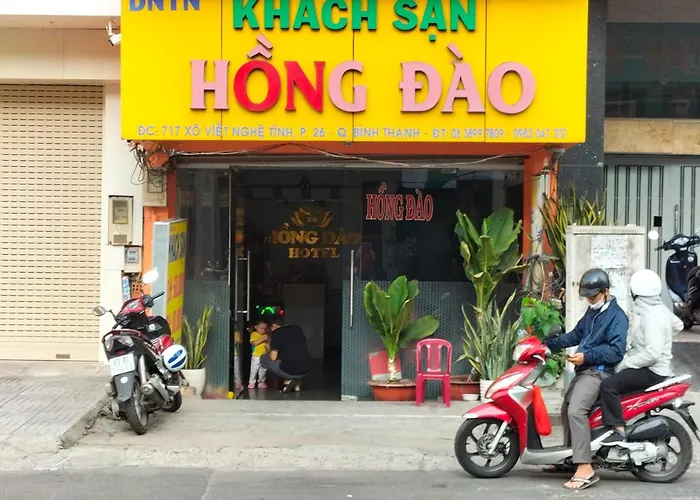 DNTN
KHÁCH SẠN
HỒNG ĐÀO
ĐC: 717 XÔ VIẾT NGHỆ TĨNH, P. 26 - Q. BÌNH THẠNH - ĐT: 08 3899 7809 - 0982 047 372
HỒNG ĐÀO
HỒNG ĐÀO
HOTEL